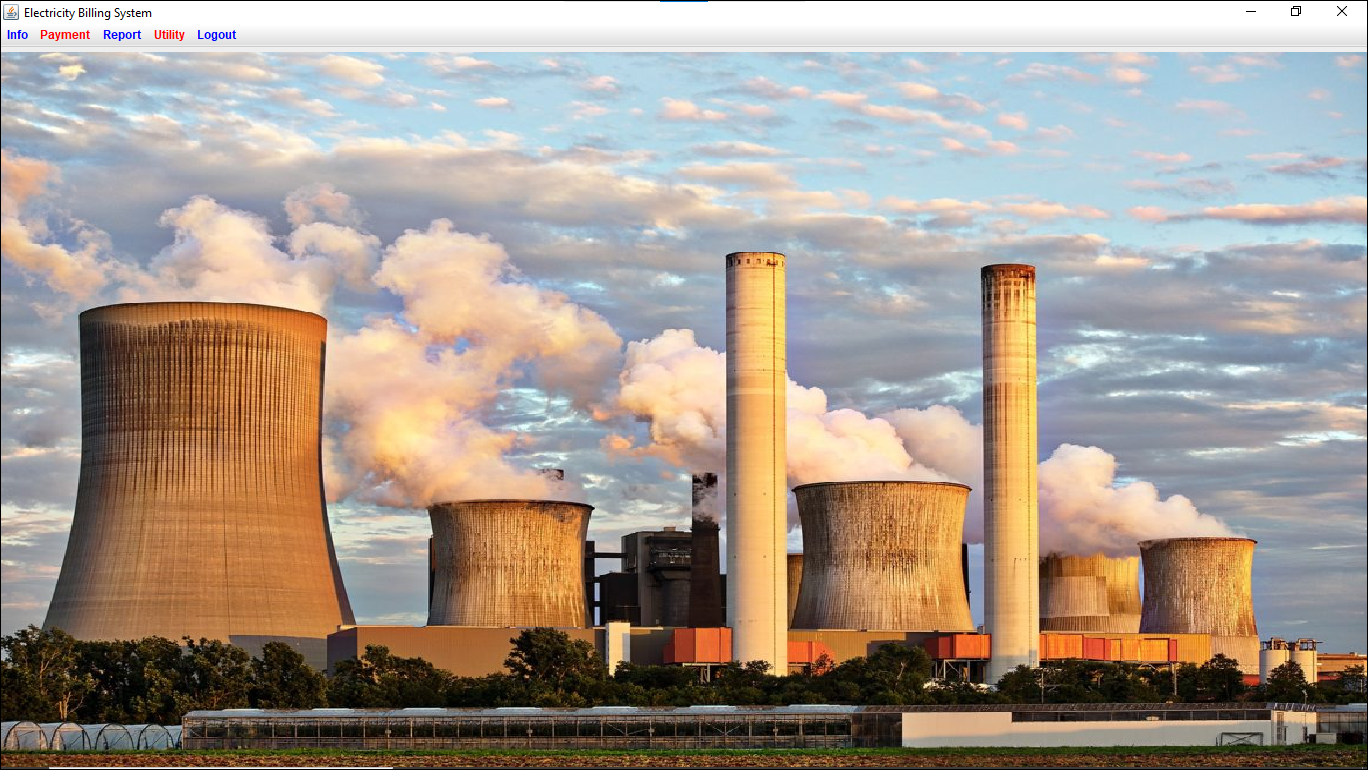 Electricity Billing System
Info Payment Report Utility Logout